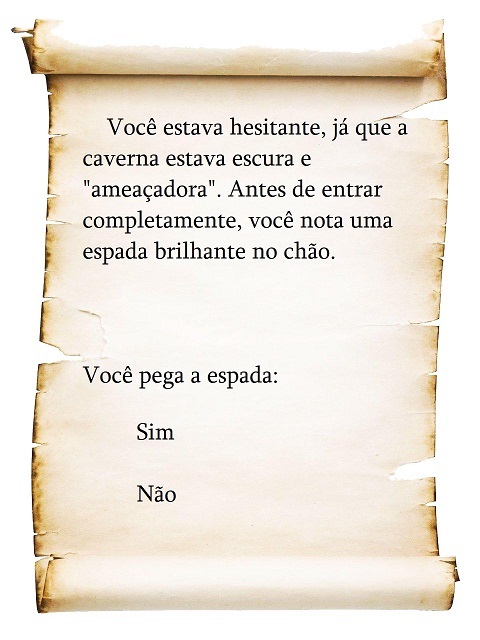 Você estava hesitante, já que a
caverna estava escura e
"ameaçadora". Antes de entrar
completamente, você nota uma
espada brilhante no chão.
Você pega a espada:
Sim
Não